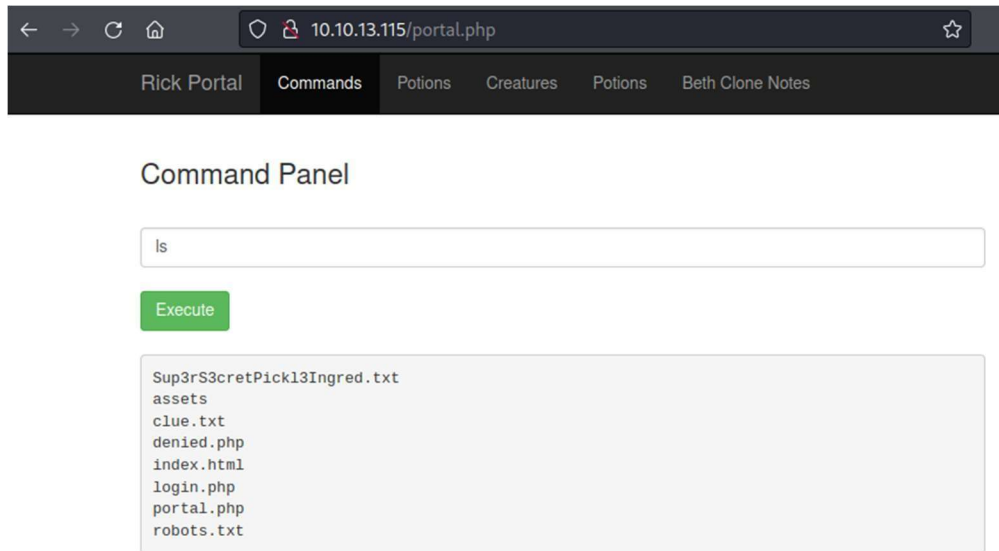 10.10.13.115/portal.php
Rick Portal Commands Potions Creatures Potions Beth Clone Notes
Command Panel
ls
Execute
Sup3rS3cretPickl3Ingred.txt
assets
clue.txt
denied.php
index.html
login.php
portal.php
robots.txt